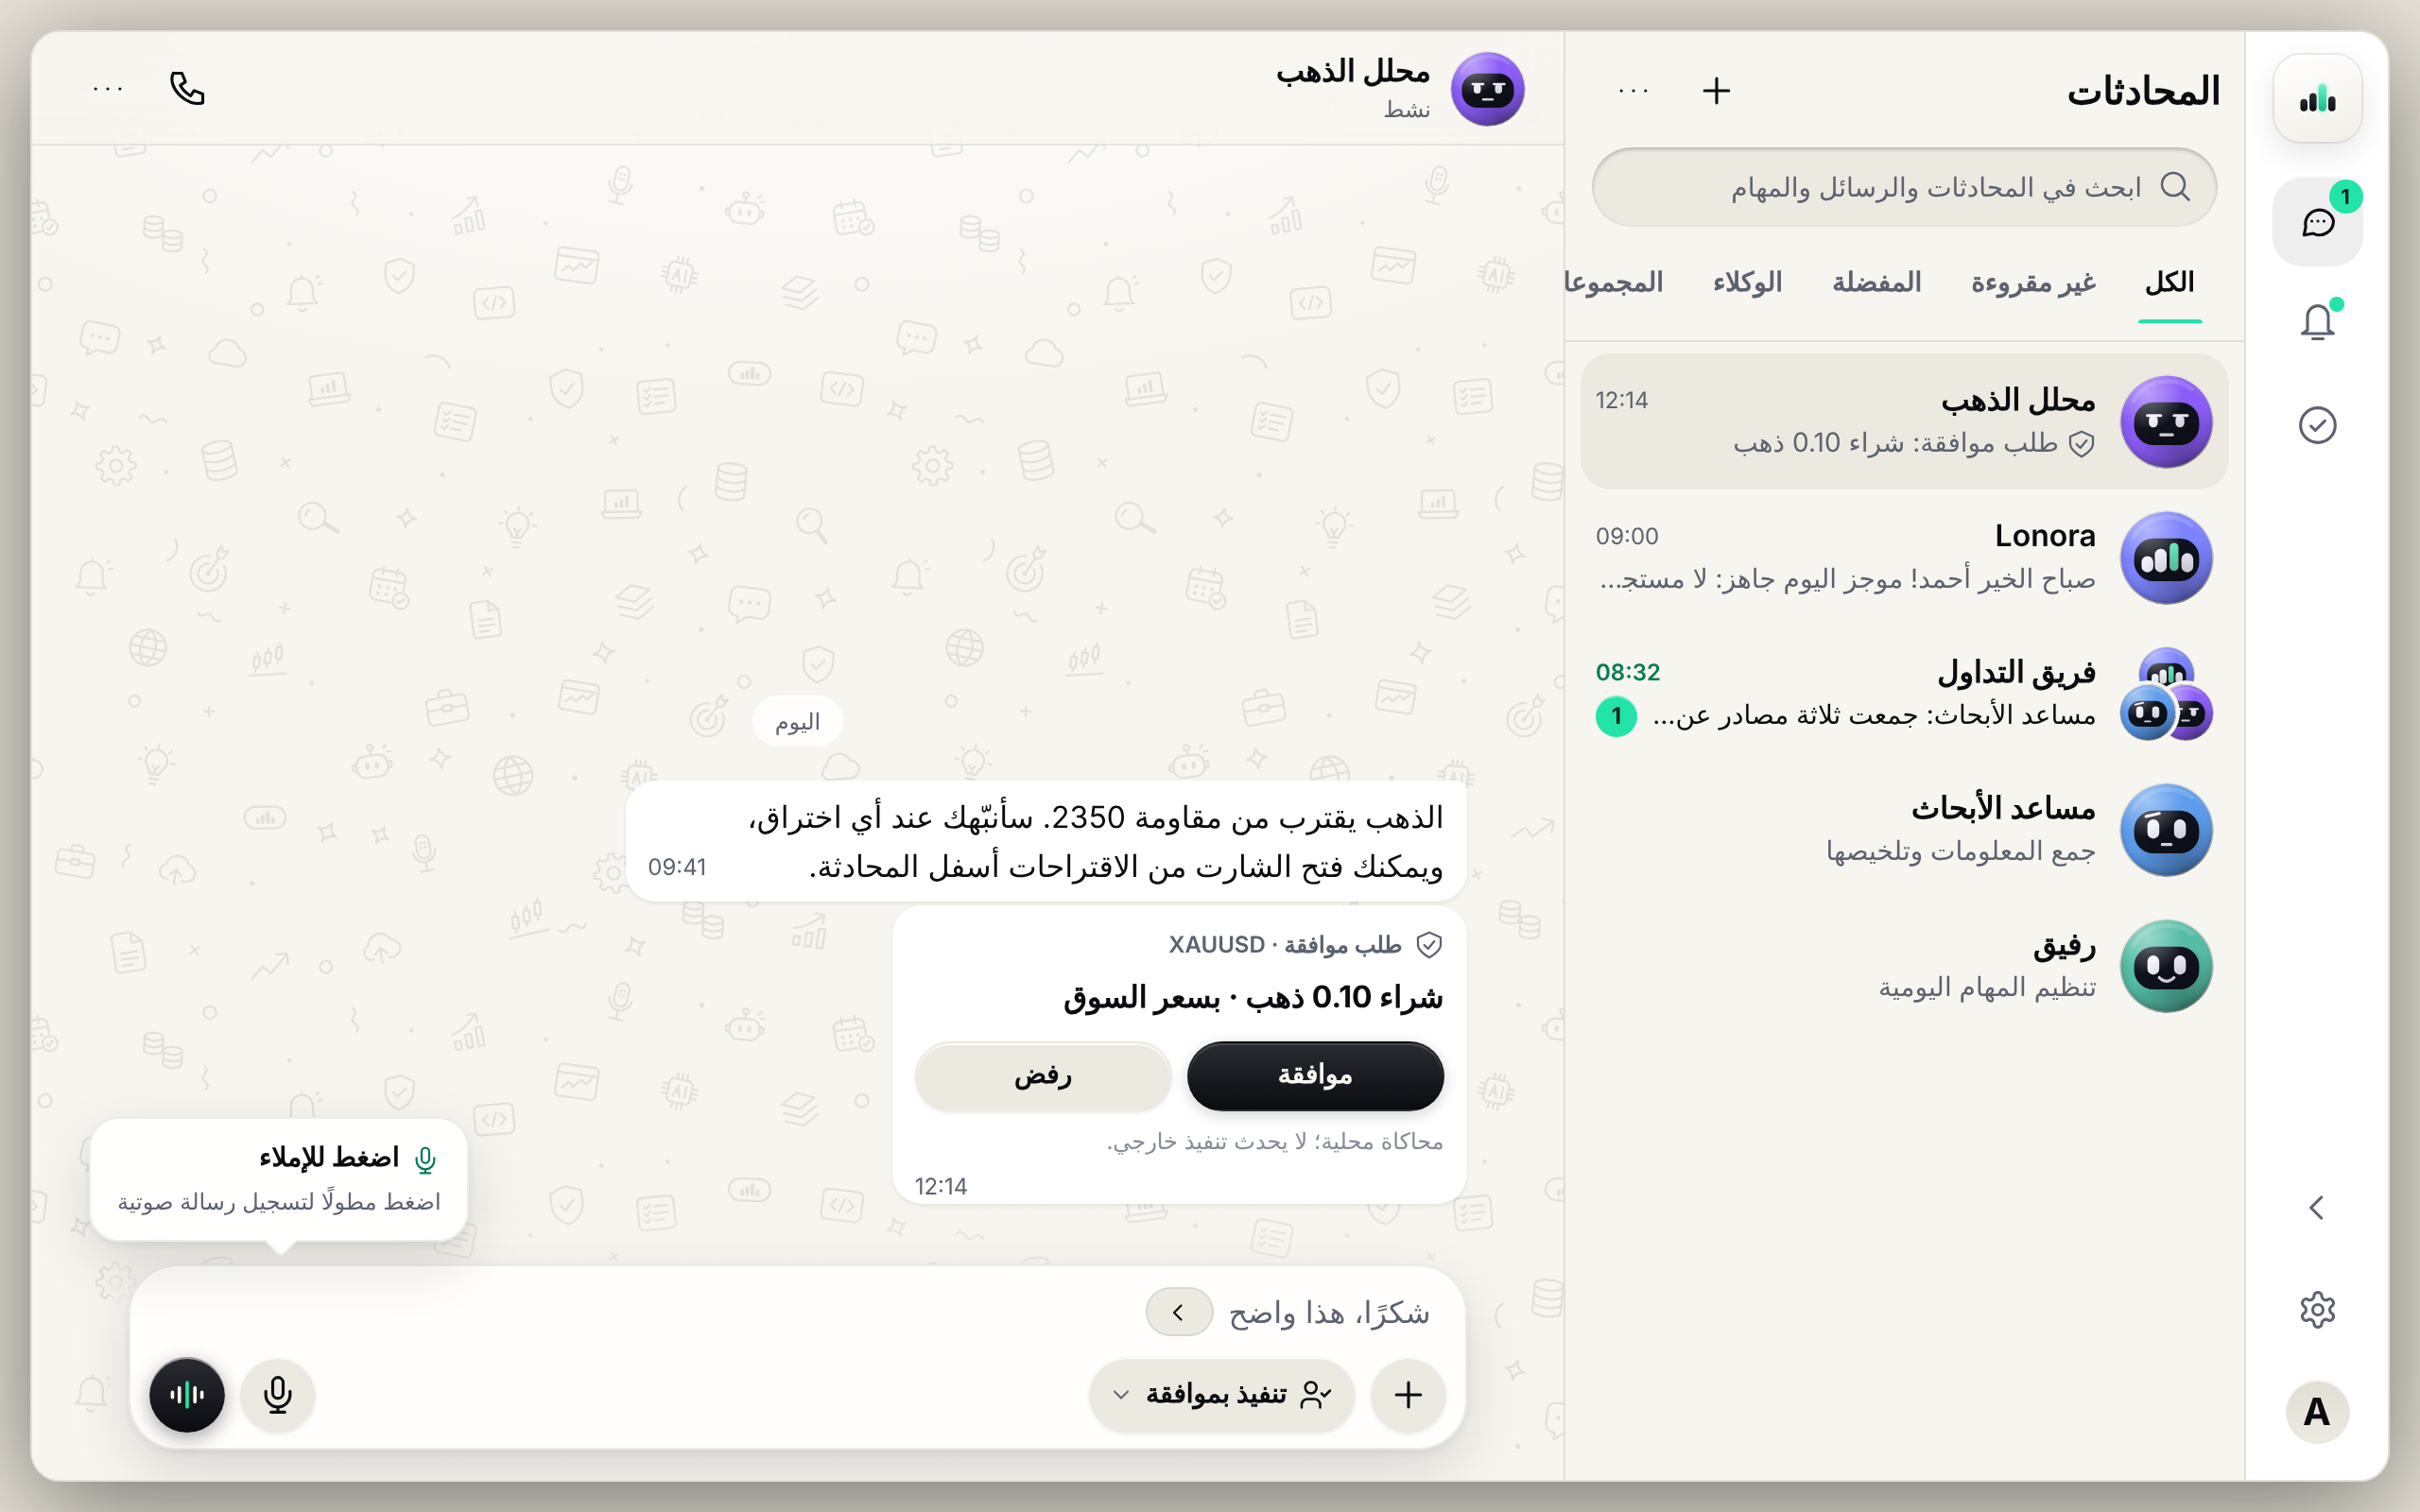 1
A
المحادثات
ابحث في المحادثات والرسائل والمهام
الكل
غير مقروءة
المفضلة
الوكلاء
المجموعا
محلل الذهب
12:14
طلب موافقة: شراء 0.10 ذهب
Lonora
09:00
صباح الخير أحمد! موجز اليوم جاهز: لا مستجـ...
فريق التداول
08:32
مساعد الأبحاث: جمعت ثلاثة مصادر عن...
1
مساعد الأبحاث
جمع المعلومات وتلخيصها
رفيق
تنظيم المهام اليومية
محلل الذهب
نشط
اليوم
الذهب يقترب من مقاومة 2350. سأنبّهك عند أي اختراق،
ويمكنك فتح الشارت من الاقتراحات أسفل المحادثة.
09:41
طلب موافقة · XAUUSD
شراء 0.10 ذهب · بسعر السوق
موافقة
رفض
محاكاة محلية؛ لا يحدث تنفيذ خارجي.
12:14
اضغط للإملاء
اضغط مطولًا لتسجيل رسالة صوتية
شكرًا، هذا واضح
تنفيذ بموافقة